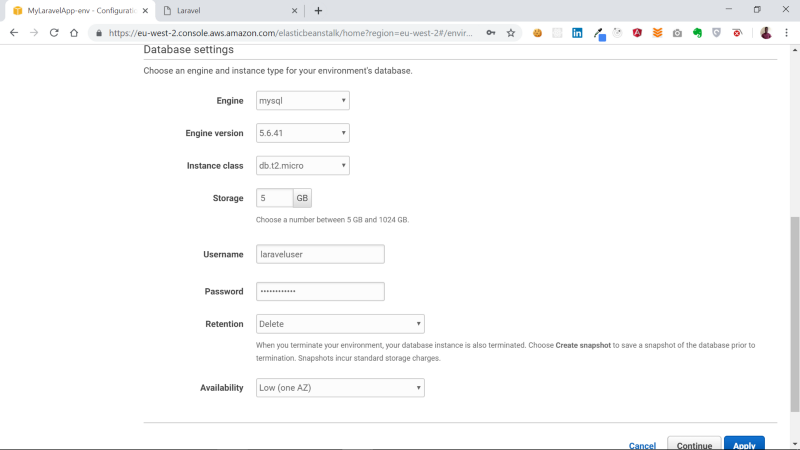 MyLaravelApp-env - Configuratio
Laravel
https://eu-west-2.console.aws.amazon.com/elasticbeanstalk/home?region=eu-west-2#/envir...
Database settings
Choose an engine and instance type for your environment's database.
Engine mysql
Engine version 5.6.41
Instance class db.t2.micro
Storage 5 GB
Choose a number between 5 GB and 1024 GB.
Username laraveluser
Password ••••••••••••
Retention Delete
When you terminate your environment, your database instance is also terminated. Choose Create snapshot to save a snapshot of the database prior to
termination. Snapshots incur standard storage charges.
Availability Low (one AZ)
Cancel Continue Apply